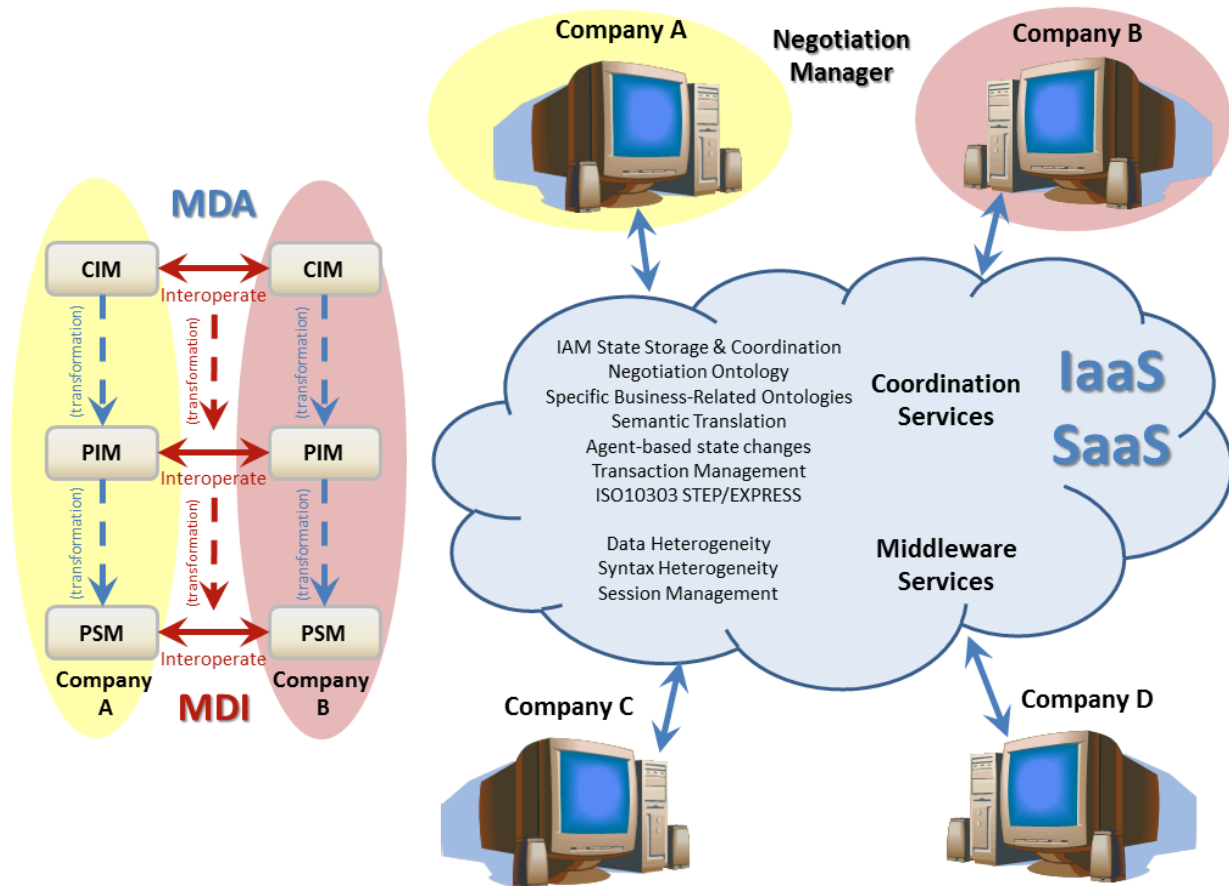 MDA
CIM
CIM
Interoperate
(transformation)
(transformation)
(transformation)
PIM
PIM
Interoperate
(transformation)
(transformation)
(transformation)
PSM
PSM
Interoperate
Company
A
MDI
Company
B
Company A
Negotiation
Manager
Company B
IAM State Storage & Coordination
Negotiation Ontology
Specific Business-Related Ontologies
Semantic Translation
Agent-based state changes
Transaction Management
ISO10303 STEP/EXPRESS
Coordination
Services
IaaS
SaaS
Data Heterogeneity
Syntax Heterogeneity
Session Management
Middleware
Services
Company C
Company D